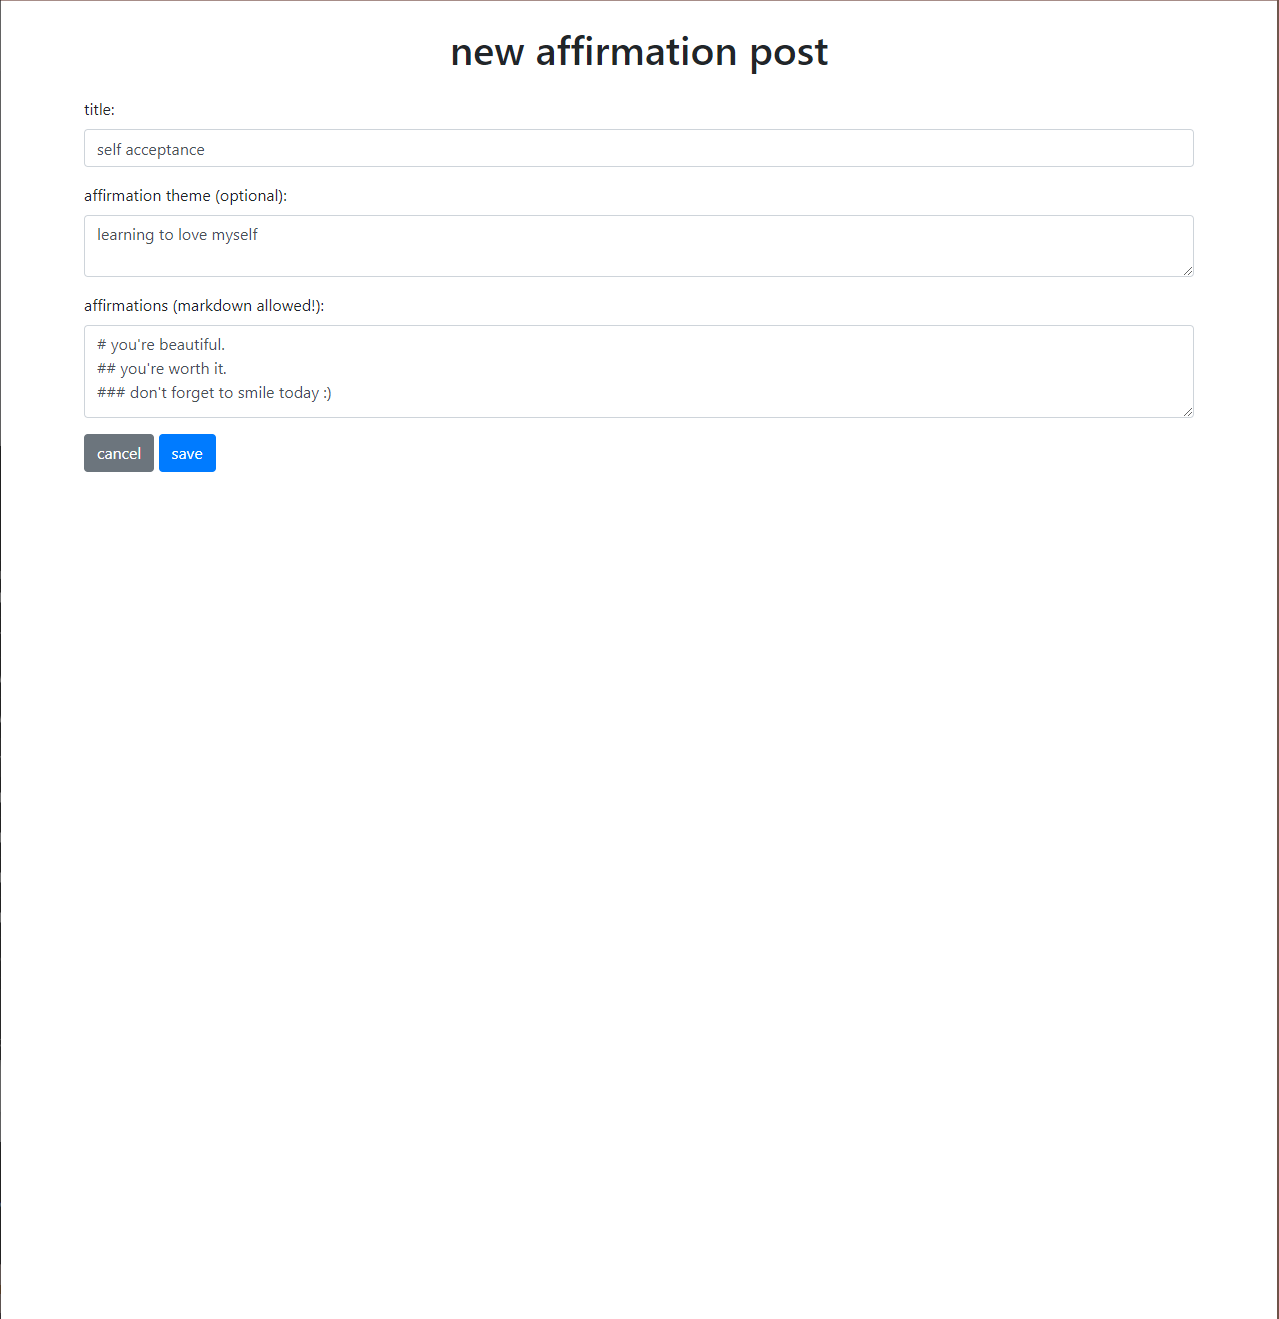 new affirmation post
title:
self acceptance
affirmation theme (optional):
learning to love myself
affirmations (markdown allowed!):
# you're beautiful.
## you're worth it.
### don't forget to smile today :)
cancel save